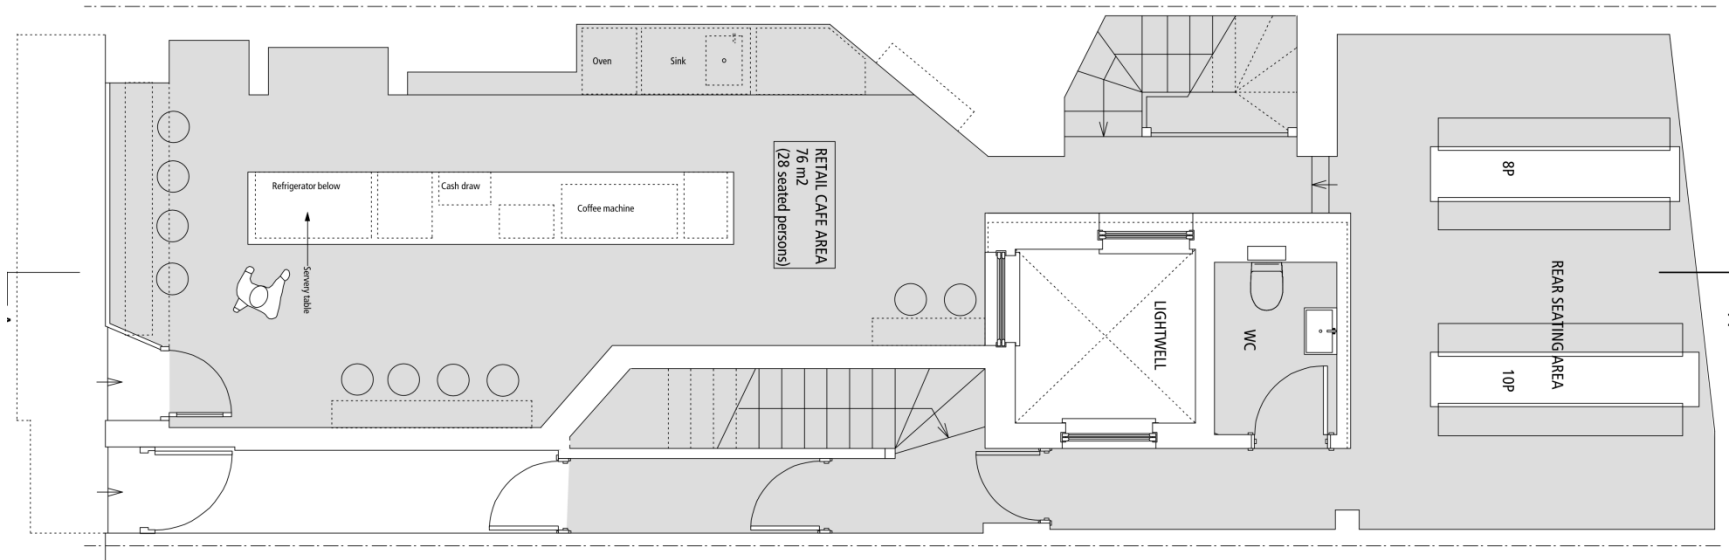 Oven
Sink
Refrigerator below
Cash draw
Coffee machine
Servery table
RETAIL CAFE AREA
76 m2
(28 seated persons)
LIGHTWELL
WC
8P
REAR SEATING AREA
10P